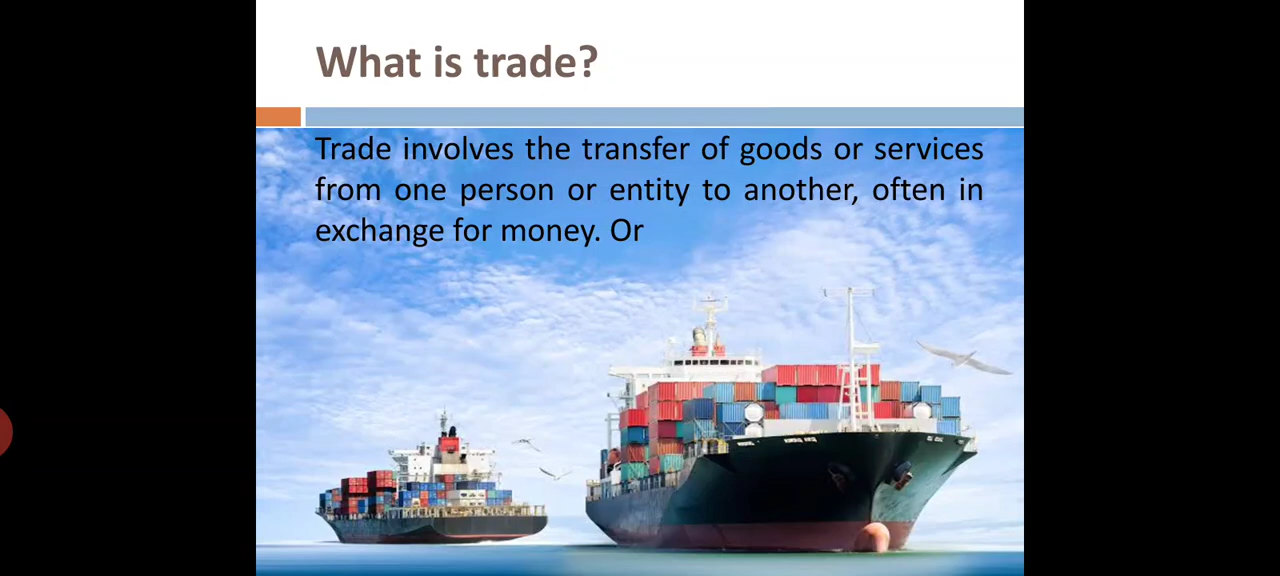 What is trade?
Trade involves the transfer of goods or services
from one person or entity to another, often in
exchange for money. Or